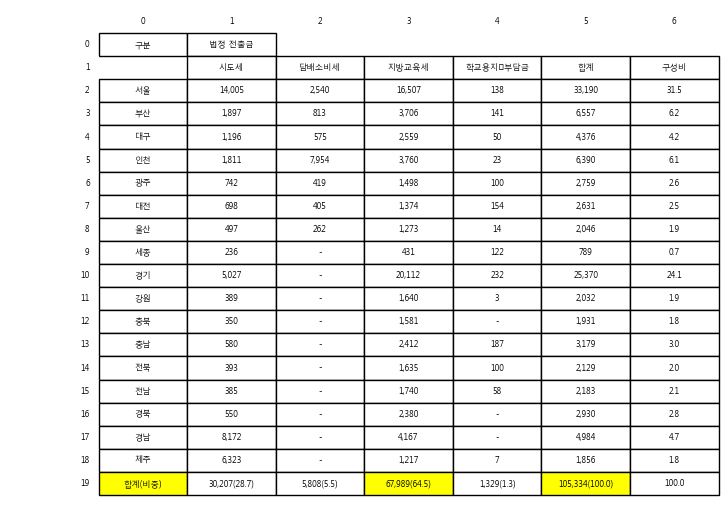 0 1 2 3 4 5 6
0 구분 법정 전출금
1 시도세 담배소비세 지방교육세 학교용지□부담금 합계 구성비
2 서울 14,005 2,540 16,507 138 33,190 31.5
3 부산 1,897 813 3,706 141 6,557 6.2
4 대구 1,196 575 2,559 50 4,376 4.2
5 인천 1,811 7,954 3,760 23 6,390 6.1
6 광주 742 419 1,498 100 2,759 2.6
7 대전 698 405 1,374 154 2,631 2.5
8 울산 497 262 1,273 14 2,046 1.9
9 세종 236 - 431 122 789 0.7
10 경기 5,027 - 20,112 232 25,370 24.1
11 강원 389 - 1,640 3 2,032 1.9
12 충북 350 - 1,581 - 1,931 1.8
13 충남 580 - 2,412 187 3,179 3.0
14 전북 393 - 1,635 100 2,129 2.0
15 전남 385 - 1,740 58 2,183 2.1
16 경북 550 - 2,380 - 2,930 2.8
17 경남 8,172 - 4,167 - 4,984 4.7
18 제주 6,323 - 1,217 7 1,856 1.8
19 합계(비중) 30,207(28.7) 5,808(5.5) 67,989(64.5) 1,329(1.3) 105,334(100.0) 100.0